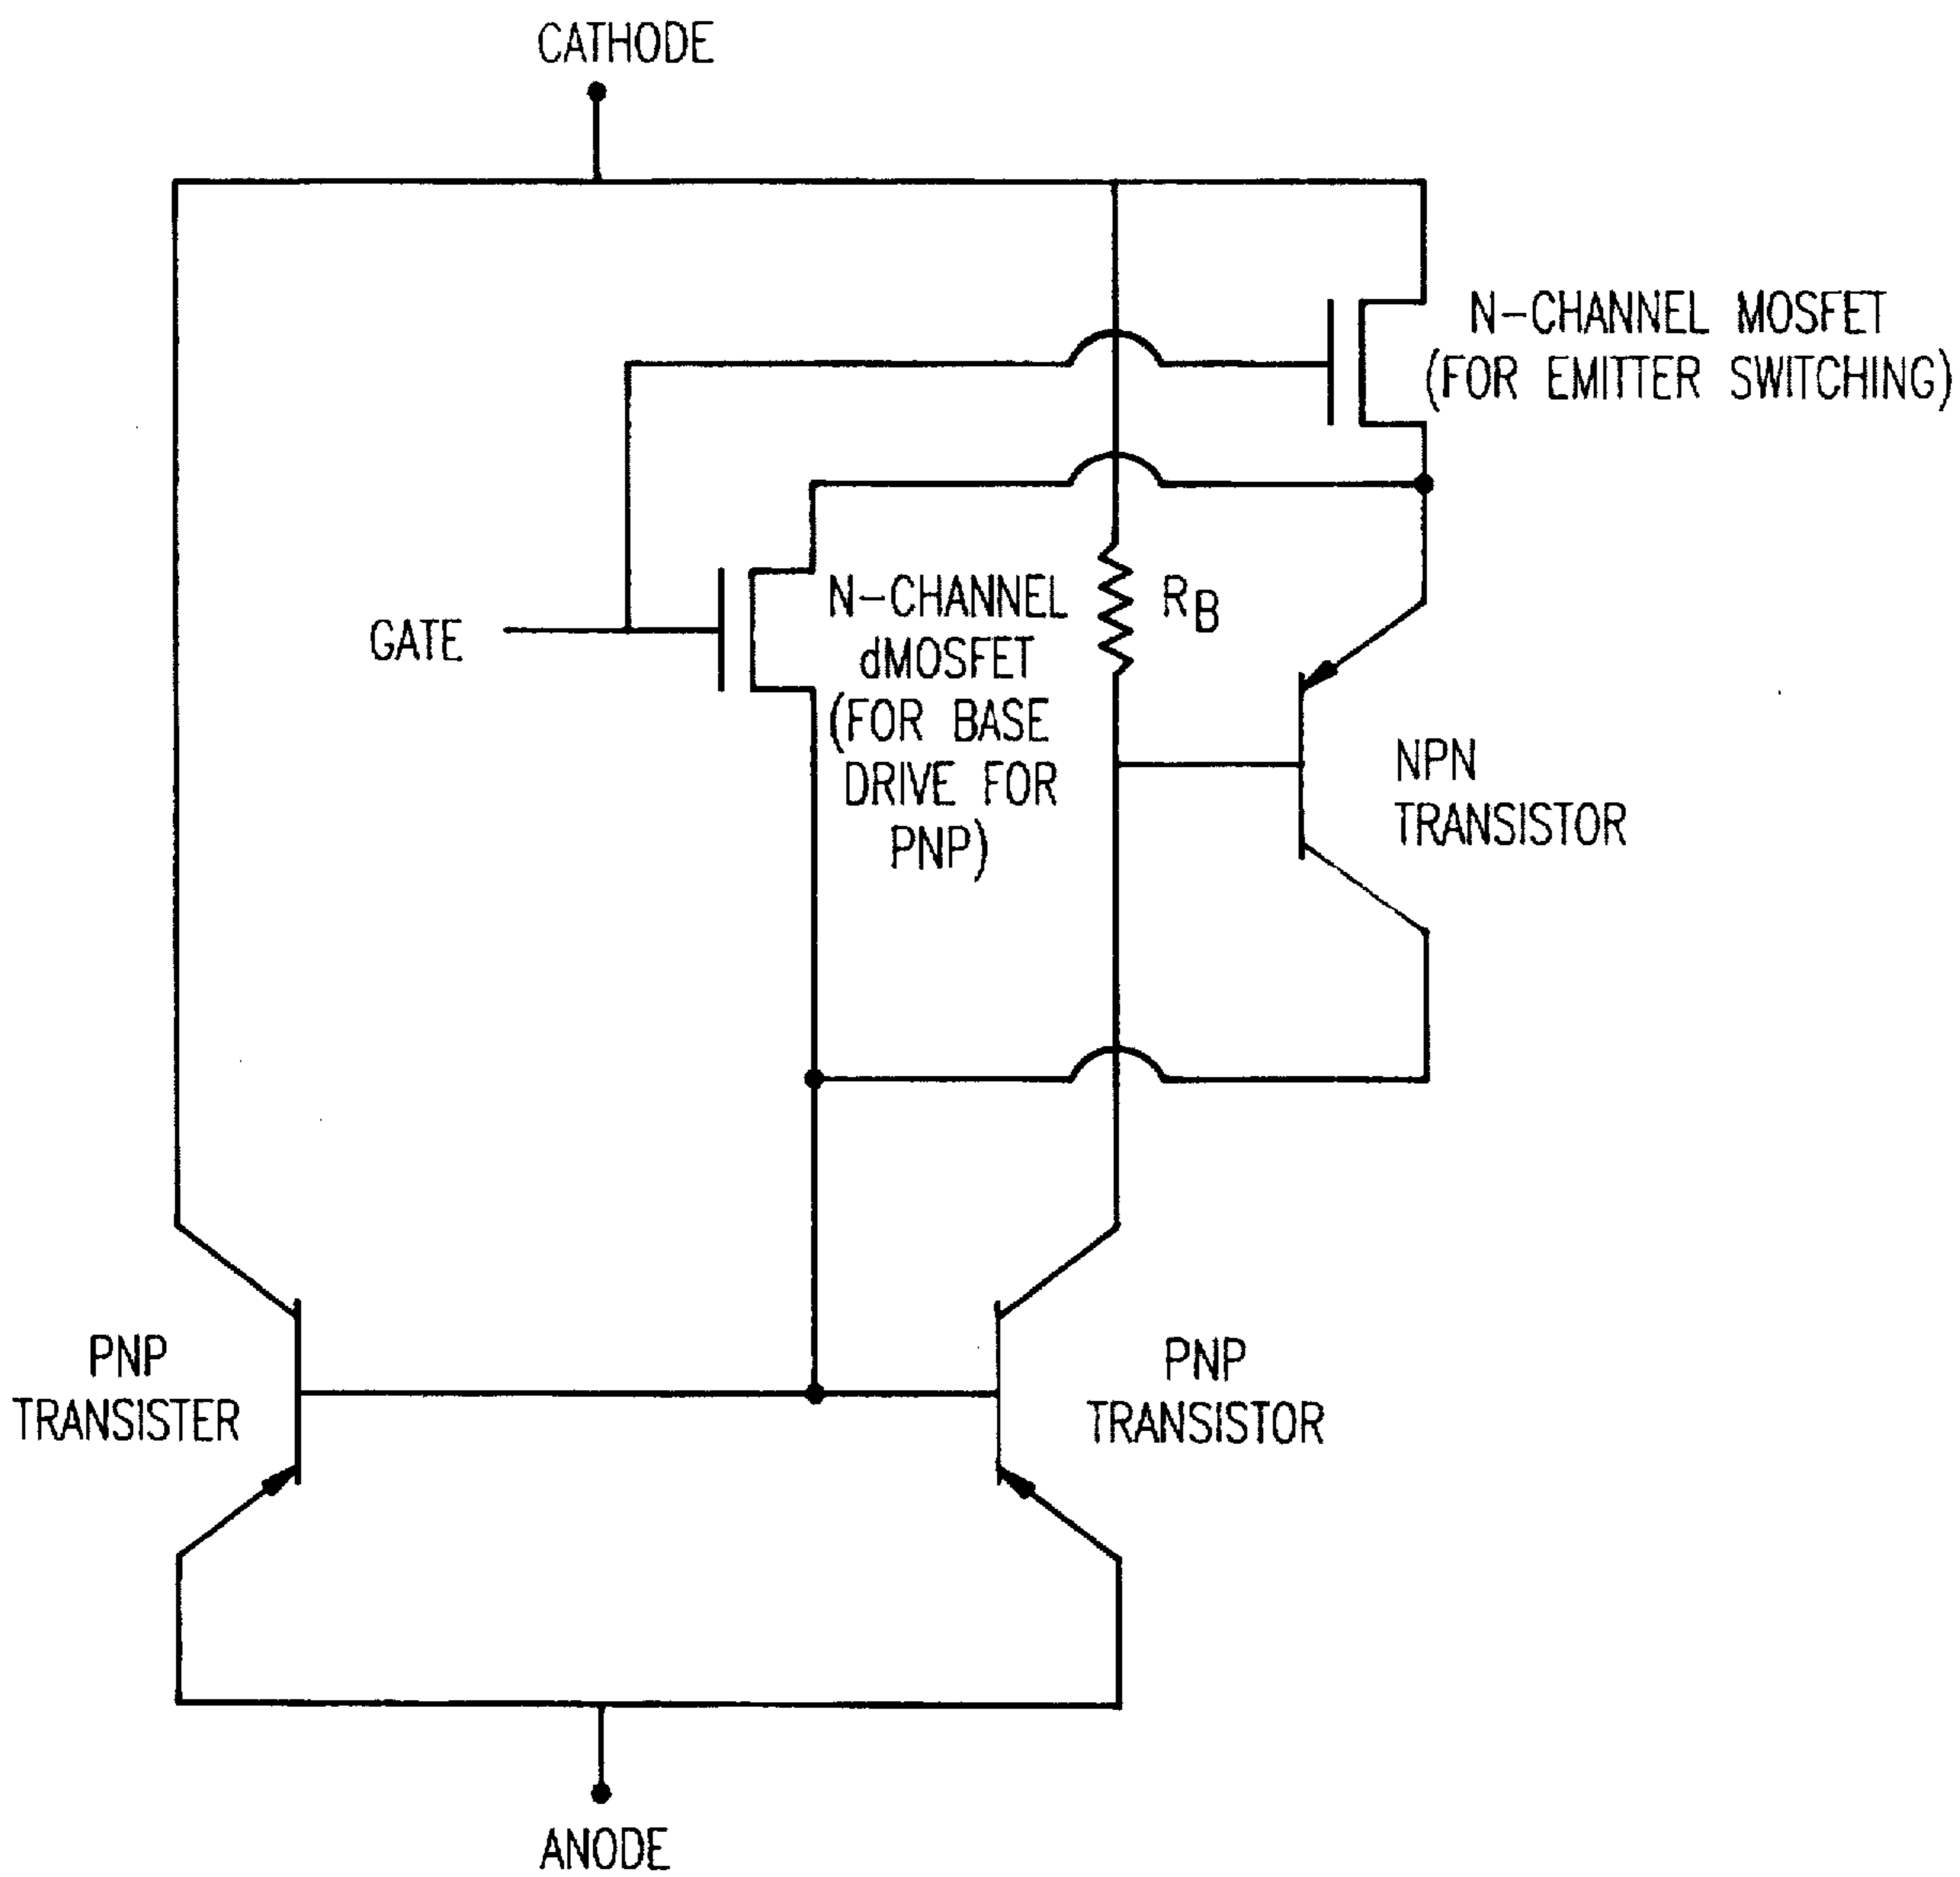 CATHODE
N-CHANNEL MOSFET
(FOR EMITTER SWITCHING)
GATE
N-CHANNEL
dMOSFET
(FOR BASE
DRIVE FOR
PNP)
RB
NPN
TRANSISTOR
PNP
TRANSISTER
PNP
TRANSISTOR
ANODE